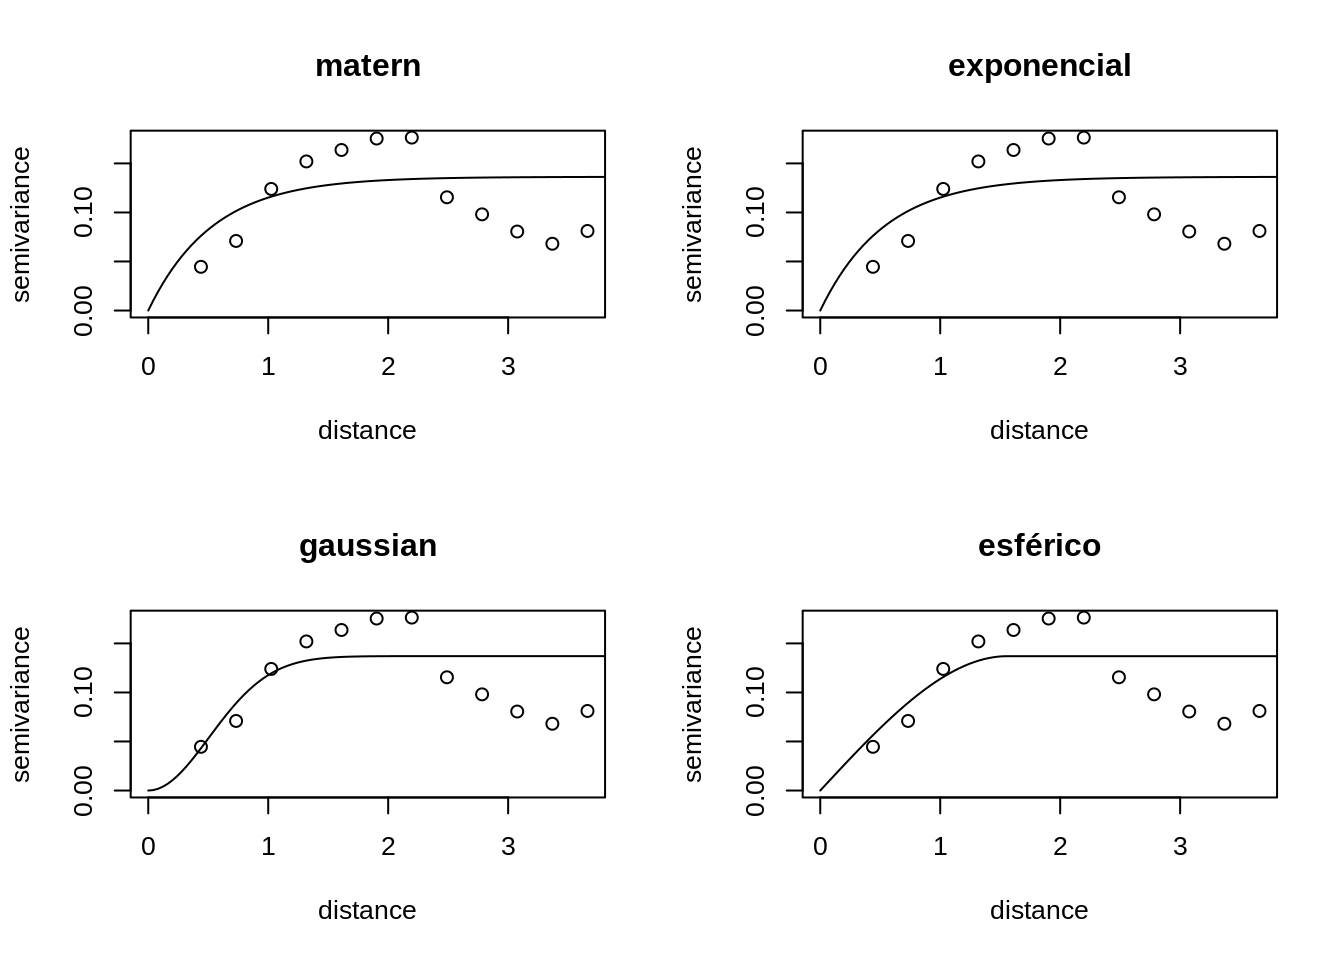 matern
semivariance
0.00 0.10
0 1 2 3
distance
exponencial
semivariance
0.00 0.10
0 1 2 3
distance
gaussian
semivariance
0.00 0.10
0 1 2 3
distance
esférico
semivariance
0.00 0.10
0 1 2 3
distance